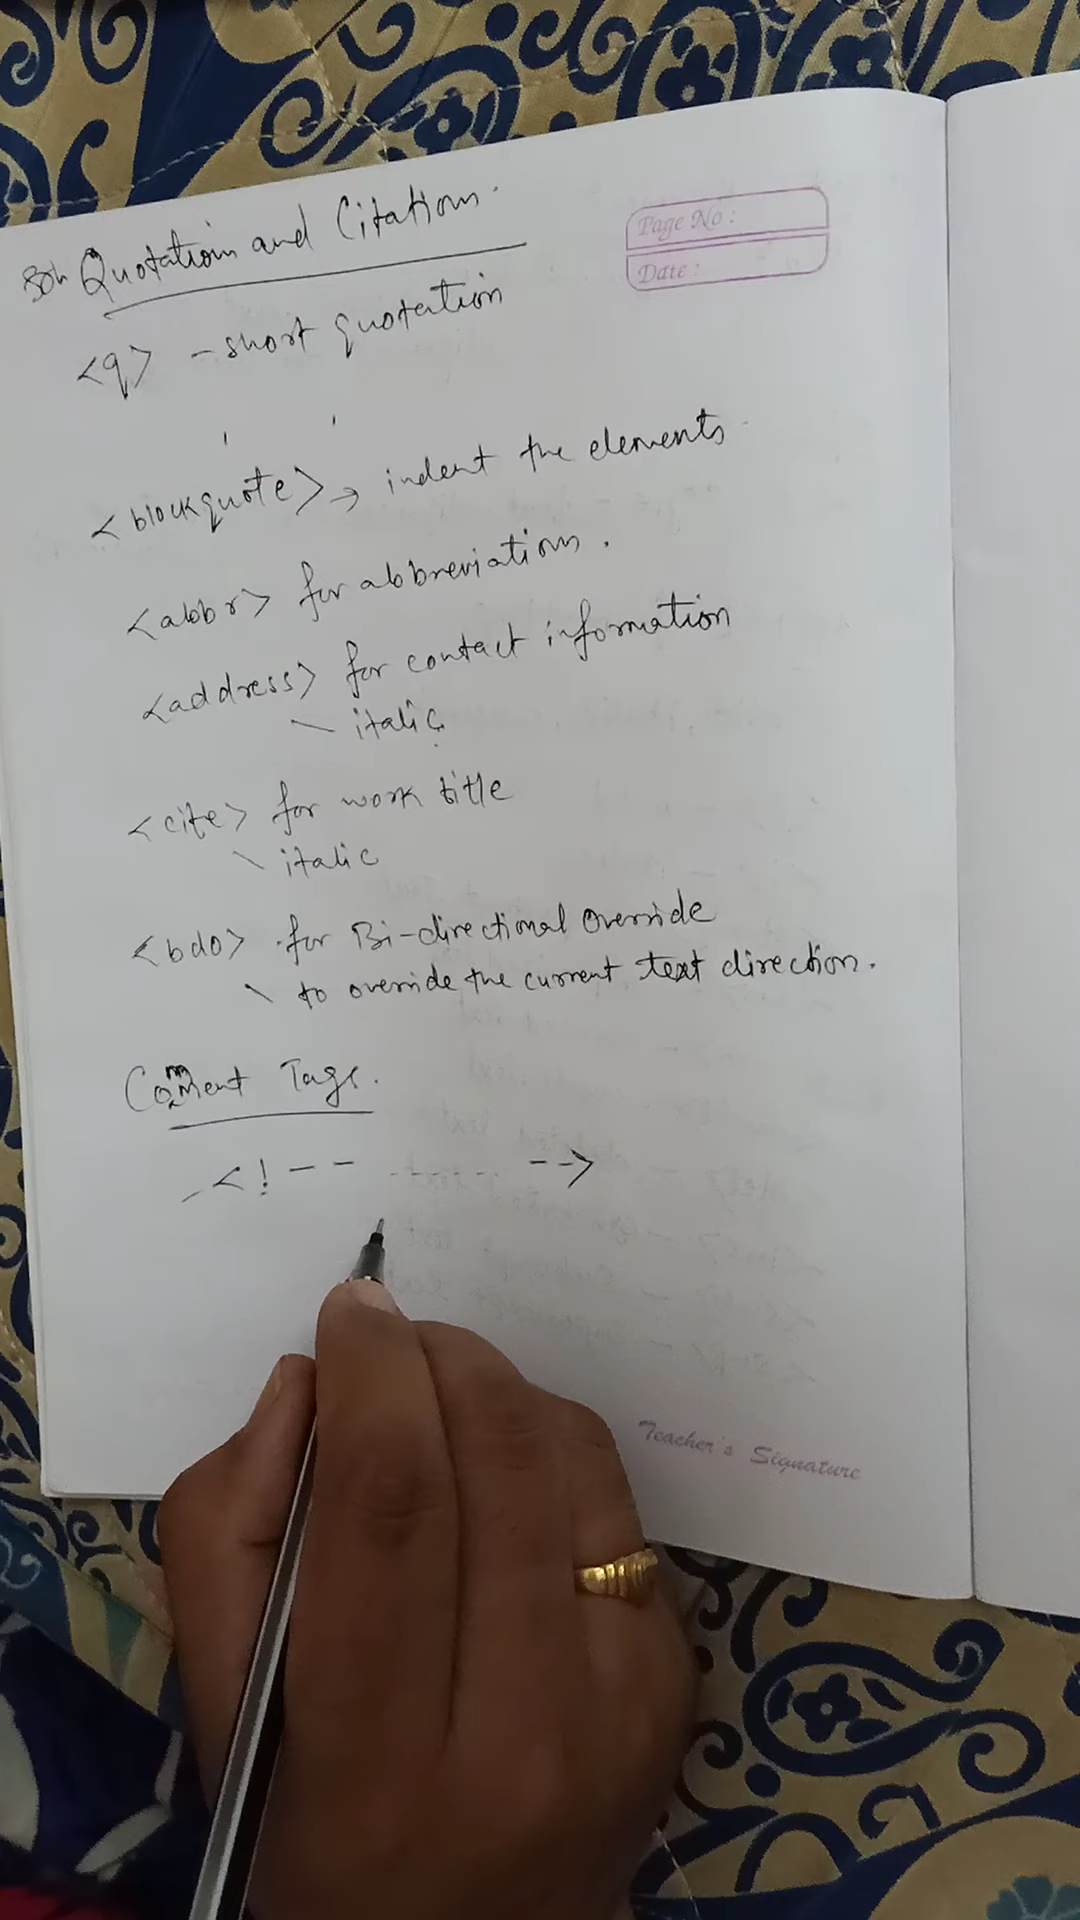 Quotation and Citations.
Page No :
Date :
<q> - short quotation
<blockquote> → indent the elements
<abbr> for abbreviations.
<address> for contact information
italic
<cite> for work title
italic
<bdo> for Bi-directional Override
to override the current text direction.
Comment Tags.
<!-- ----- -->
Teacher's Signature